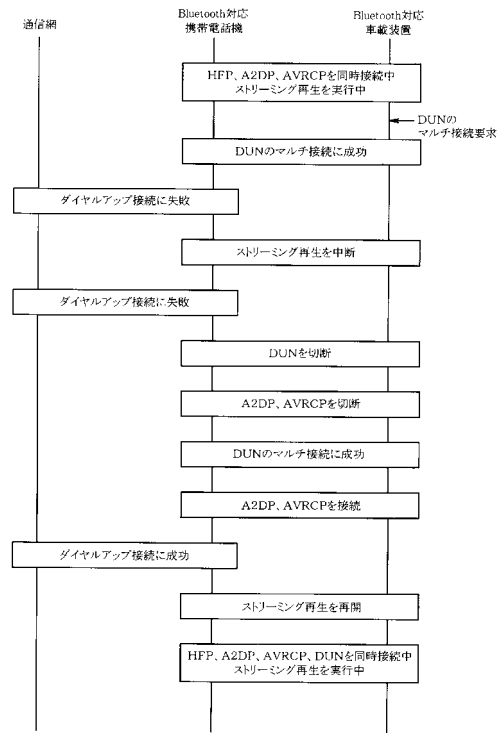 通信網
Bluetooth対応
携帯電話機
Bluetooth対応
車載装置
HFP、A2DP、AVRCPを同時接続中
ストリーミング再生を実行中
DUNの
マルチ接続要求
DUNのマルチ接続に成功
ダイヤルアップ接続に失敗
ストリーミング再生を中断
ダイヤルアップ接続に失敗
DUNを切断
A2DP、AVRCPを切断
DUNのマルチ接続に成功
A2DP、AVRCPを接続
ダイヤルアップ接続に成功
ストリーミング再生を再開
HFP、A2DP、AVRCP、DUNを同時接続中
ストリーミング再生を実行中